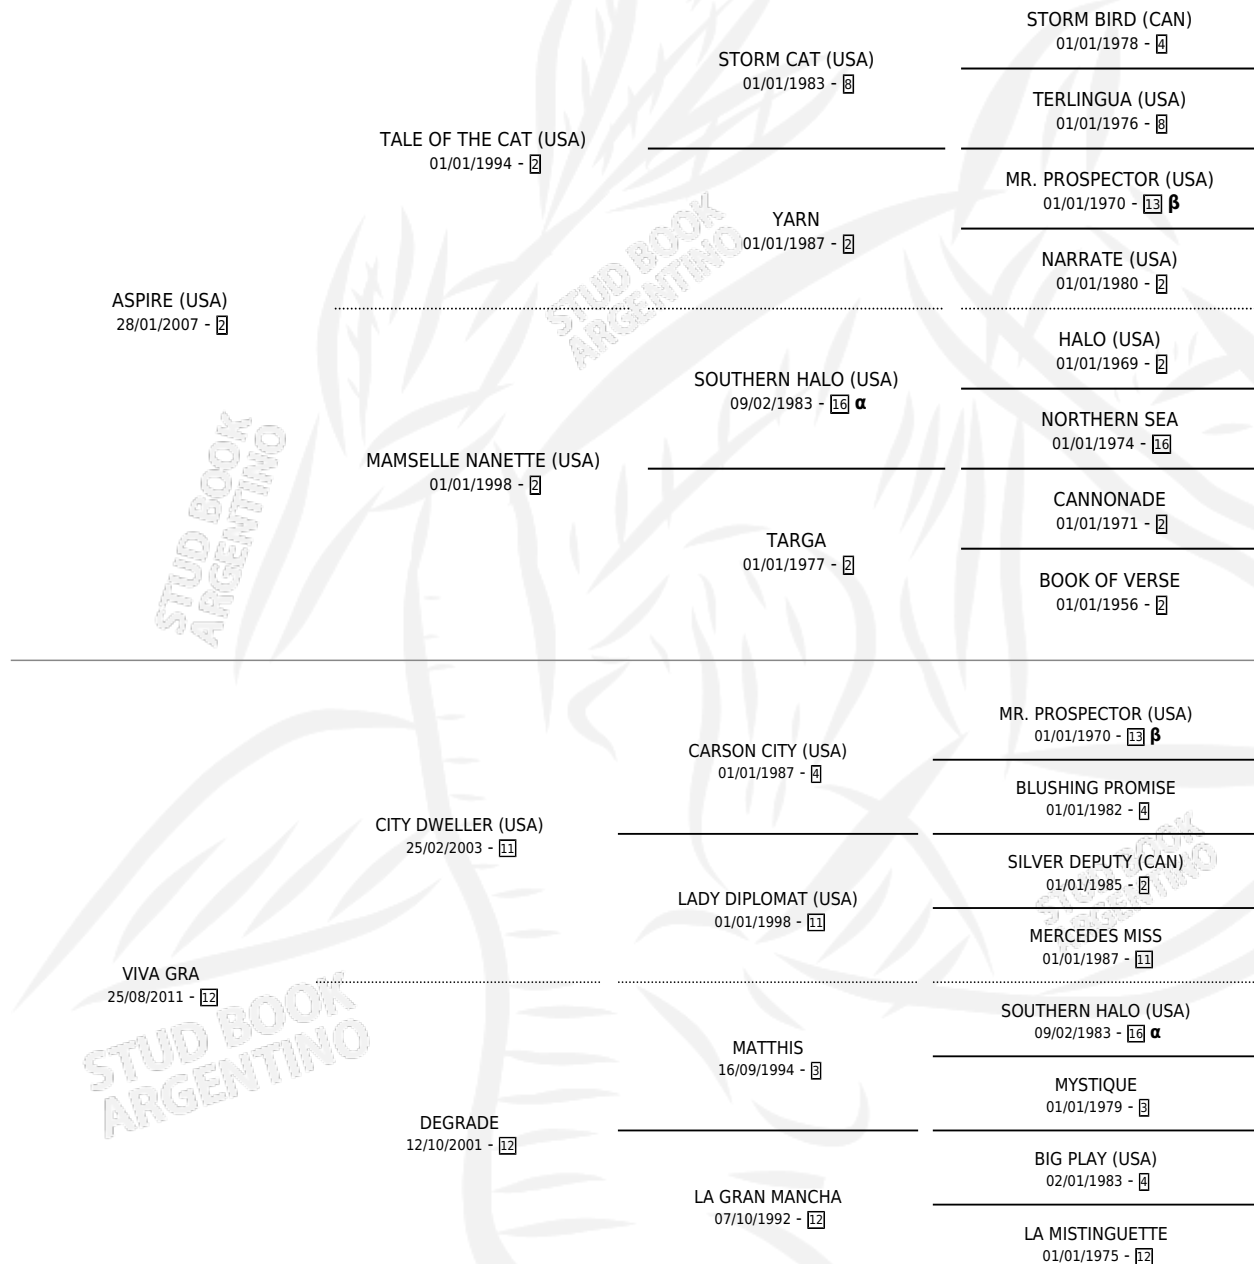 STORM BIRD (CAN)
01/01/1978 - 4
STORM CAT (USA)
01/01/1983 - 8
TERLINGUA (USA)
01/01/1976 - 8
TALE OF THE CAT (USA)
01/01/1994 - 2
MR. PROSPECTOR (USA)
01/01/1970 - 13 β
YARN
01/01/1987 - 2
NARRATE (USA)
01/01/1980 - 2
ASPIRE (USA)
28/01/2007 - 2
HALO (USA)
01/01/1969 - 2
SOUTHERN HALO (USA)
09/02/1983 - 16 α
NORTHERN SEA
01/01/1974 - 16
MAMSELLE NANETTE (USA)
01/01/1998 - 2
CANNONADE
01/01/1971 - 2
TARGA
01/01/1977 - 2
BOOK OF VERSE
01/01/1956 - 2
MR. PROSPECTOR (USA)
01/01/1970 - 13 β
CARSON CITY (USA)
01/01/1987 - 4
BLUSHING PROMISE
01/01/1982 - 4
CITY DWELLER (USA)
25/02/2003 - 11
SILVER DEPUTY (CAN)
01/01/1985 - 2
LADY DIPLOMAT (USA)
01/01/1998 - 11
MERCEDES MISS
01/01/1987 - 11
VIVA GRA
25/08/2011 - 12
SOUTHERN HALO (USA)
09/02/1983 - 16 α
MATTHIS
16/09/1994 - 3
MYSTIQUE
01/01/1979 - 3
DEGRADE
12/10/2001 - 12
BIG PLAY (USA)
02/01/1983 - 4
LA GRAN MANCHA
07/10/1992 - 12
LA MISTINGUETTE
01/01/1975 - 12
STUD BOOK
ARGENTINO
STUD BOOK
ARGENTINO
STUD BOOK
ARGENTINO
STUD BOOK
ARGENTINO